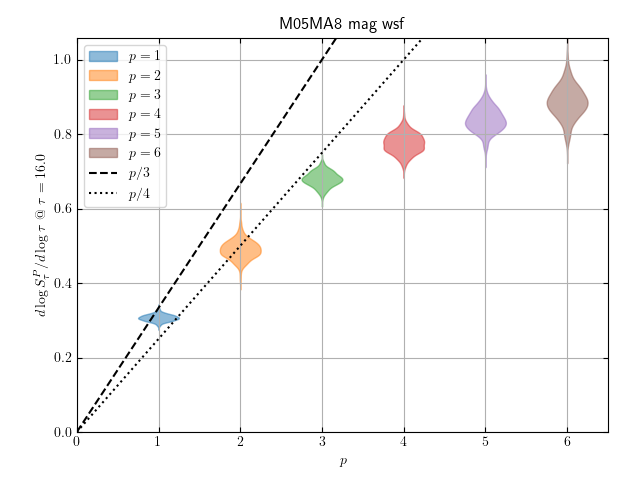 M05MA8 mag wsf
1.0
0.8
0.6
0.4
0.2
0.0
d log S_τ^P / d log τ @ τ = 16.0
p = 1
p = 2
p = 3
p = 4
p = 5
p = 6
p/3
p/4
0 1 2 3 4 5 6
p